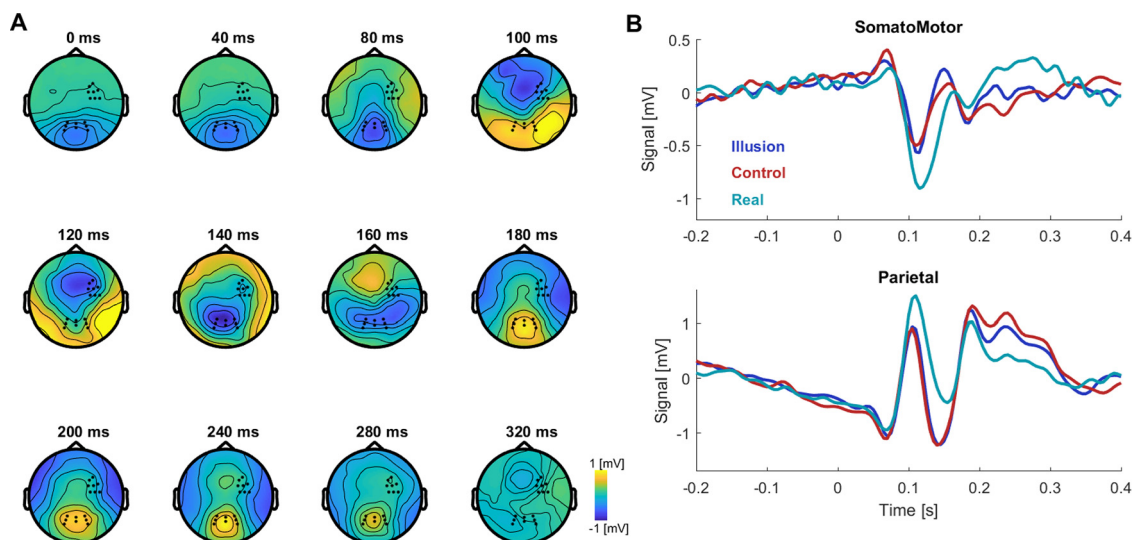 A
0 ms 40 ms 80 ms 100 ms
120 ms 140 ms 160 ms 180 ms
200 ms 240 ms 280 ms 320 ms
1 [mV]
-1 [mV]
B
SomatoMotor
Signal [mV]
0.5
0
-0.5
-1
Illusion
Control
Real
-0.2 -0.1 0 0.1 0.2 0.3 0.4
Parietal
Signal [mV]
1
0
-1
-0.2 -0.1 0 0.1 0.2 0.3 0.4
Time [s]